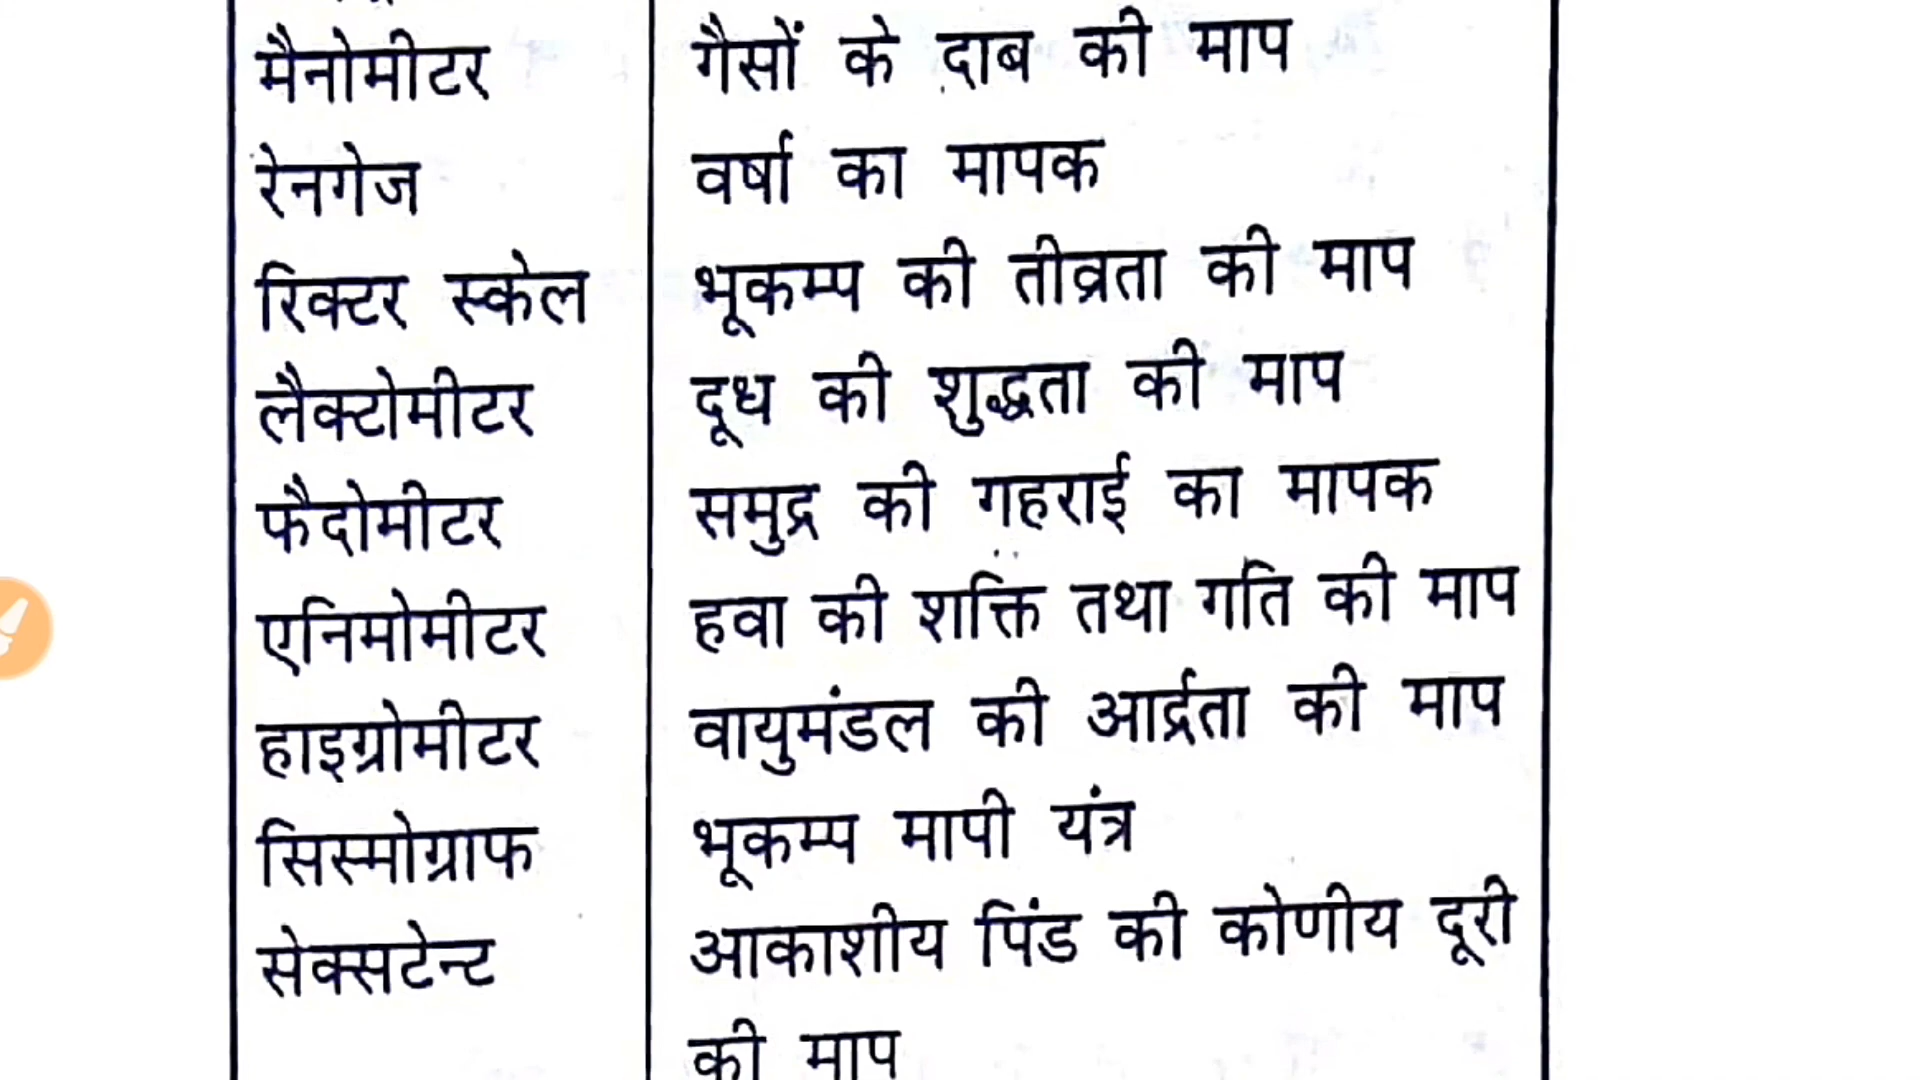 मैनोमीटर गैसों के दाब की माप
रेनगेज वर्षा का मापक
रिक्टर स्केल भूकम्प की तीव्रता की माप
लैक्टोमीटर दूध की शुद्धता की माप
फैदोमीटर समुद्र की गहराई का मापक
एनिमोमीटर हवा की शक्ति तथा गति की माप
हाइग्रोमीटर वायुमंडल की आर्द्रता की माप
सिस्मोग्राफ भूकम्प मापी यंत्र
सेक्सटेन्ट आकाशीय पिंड की कोणीय दूरी
की माप